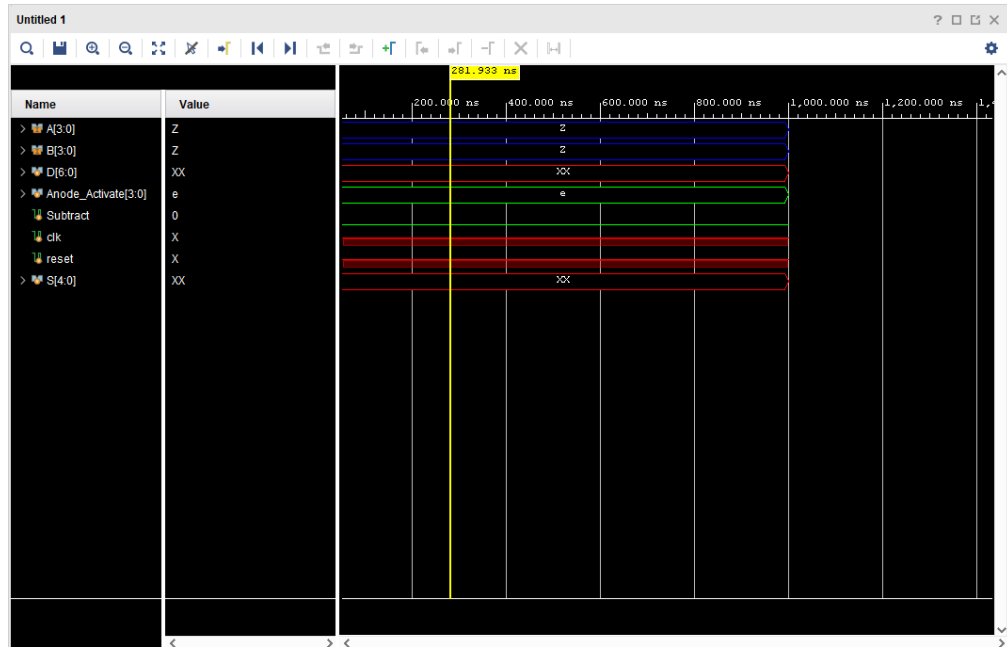 Untitled 1
281.933 ns
Name Value
200.000 ns 400.000 ns 600.000 ns 800.000 ns 1,000.000 ns 1,200.000 ns 1,4
A[3:0] Z Z
B[3:0] Z Z
D[6:0] XX XX
Anode_Activate[3:0] e e
Subtract 0
clk X
reset X
S[4:0] XX XX